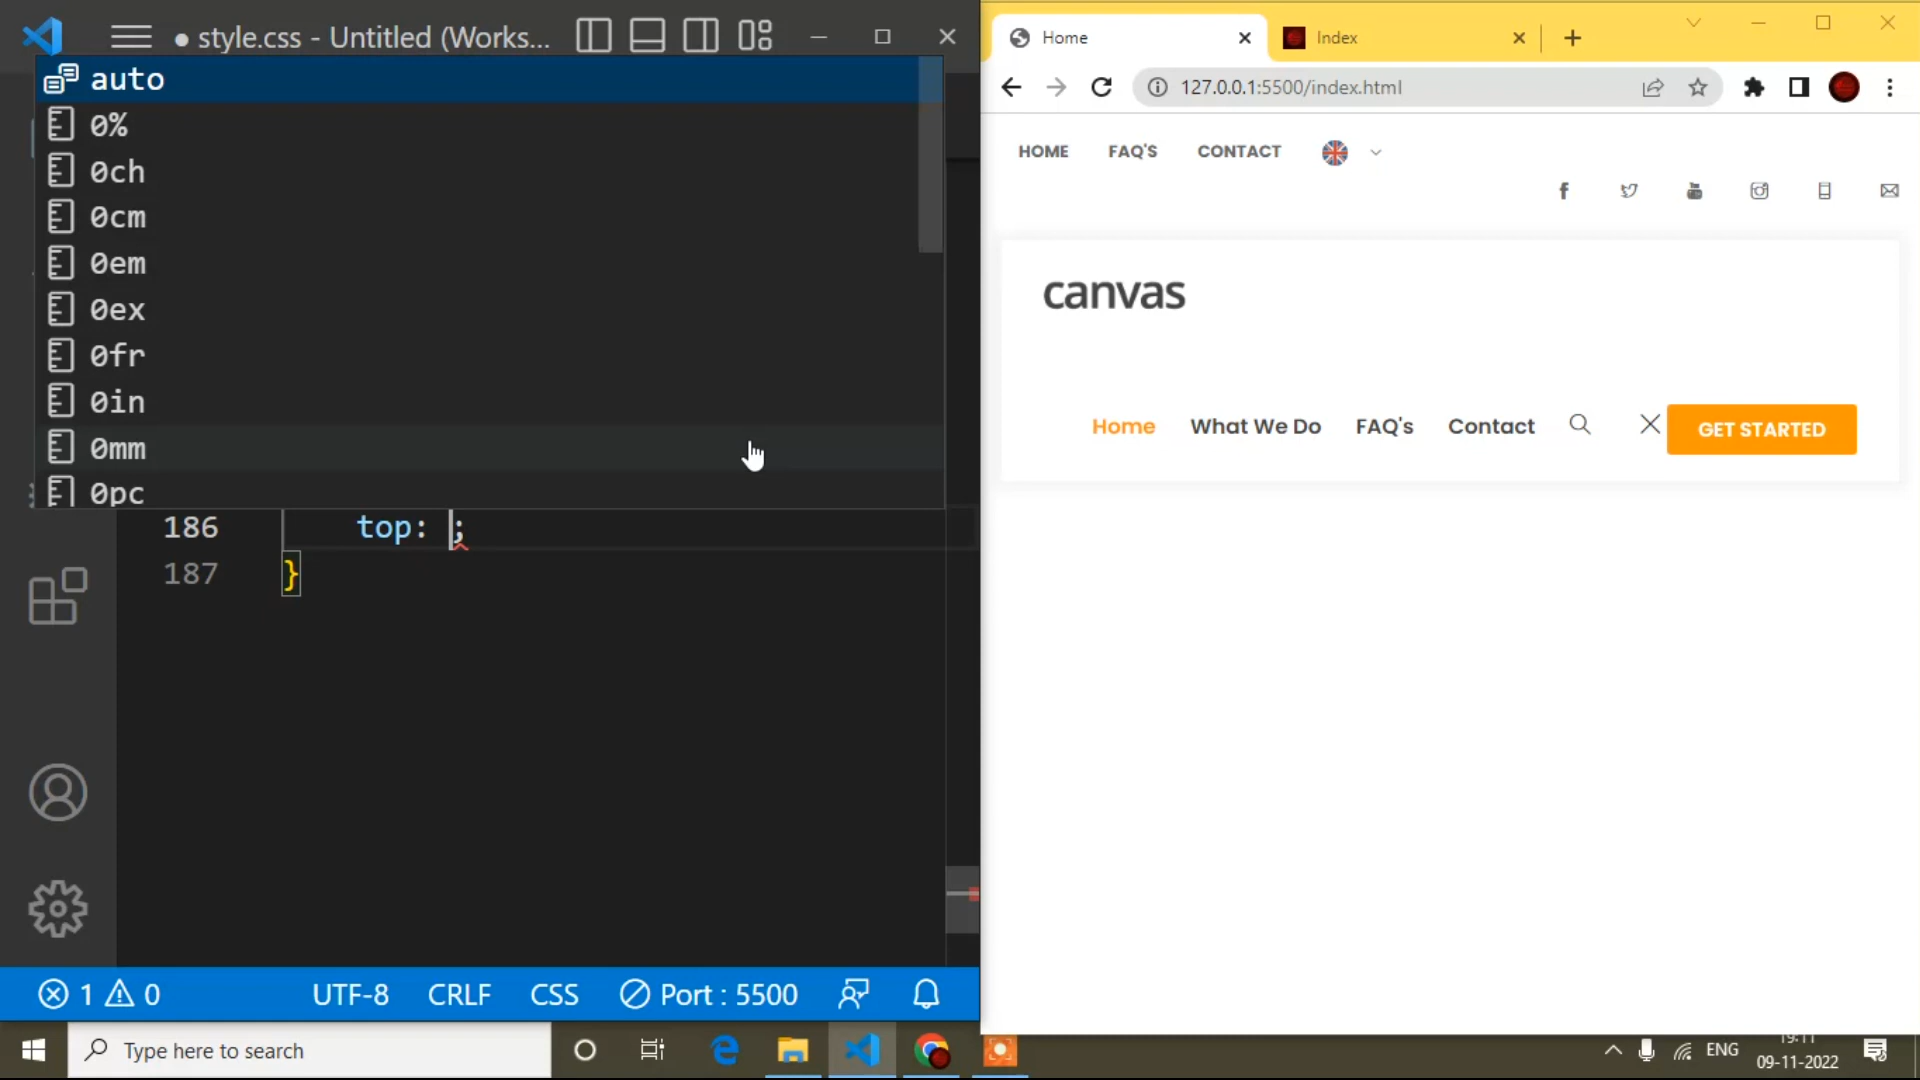 ● style.css - Untitled (Works...
auto
0%
0ch
0cm
0em
0ex
0fr
0in
0mm
0pc
186 top: ;
187 }
1 0 UTF-8 CRLF CSS Port : 5500
Home
Index
127.0.0.1:5500/index.html
HOME FAQ'S CONTACT
canvas
Home What We Do FAQ's Contact GET STARTED
Type here to search
ENG
19:11
09-11-2022